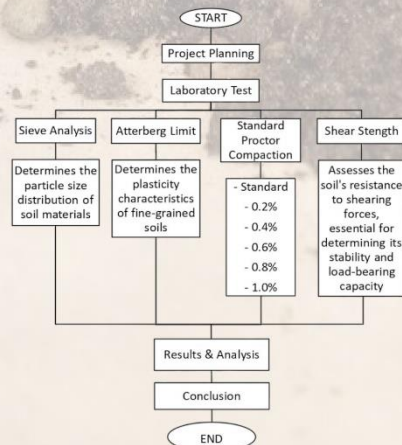 START
Project Planning
Laboratory Test
Sieve Analysis
Determines the
particle size
distribution of
soil materials
Atterberg Limit
Determines the
plasticity
characteristics
of fine-grained
soils
Standard
Proctor
Compaction
- Standard
- 0.2%
- 0.4%
- 0.6%
- 0.8%
- 1.0%
Shear Stength
Assesses the
soil's resistance
to shearing
forces,
essential for
determining its
stability and
load-bearing
capacity
Results & Analysis
Conclusion
END